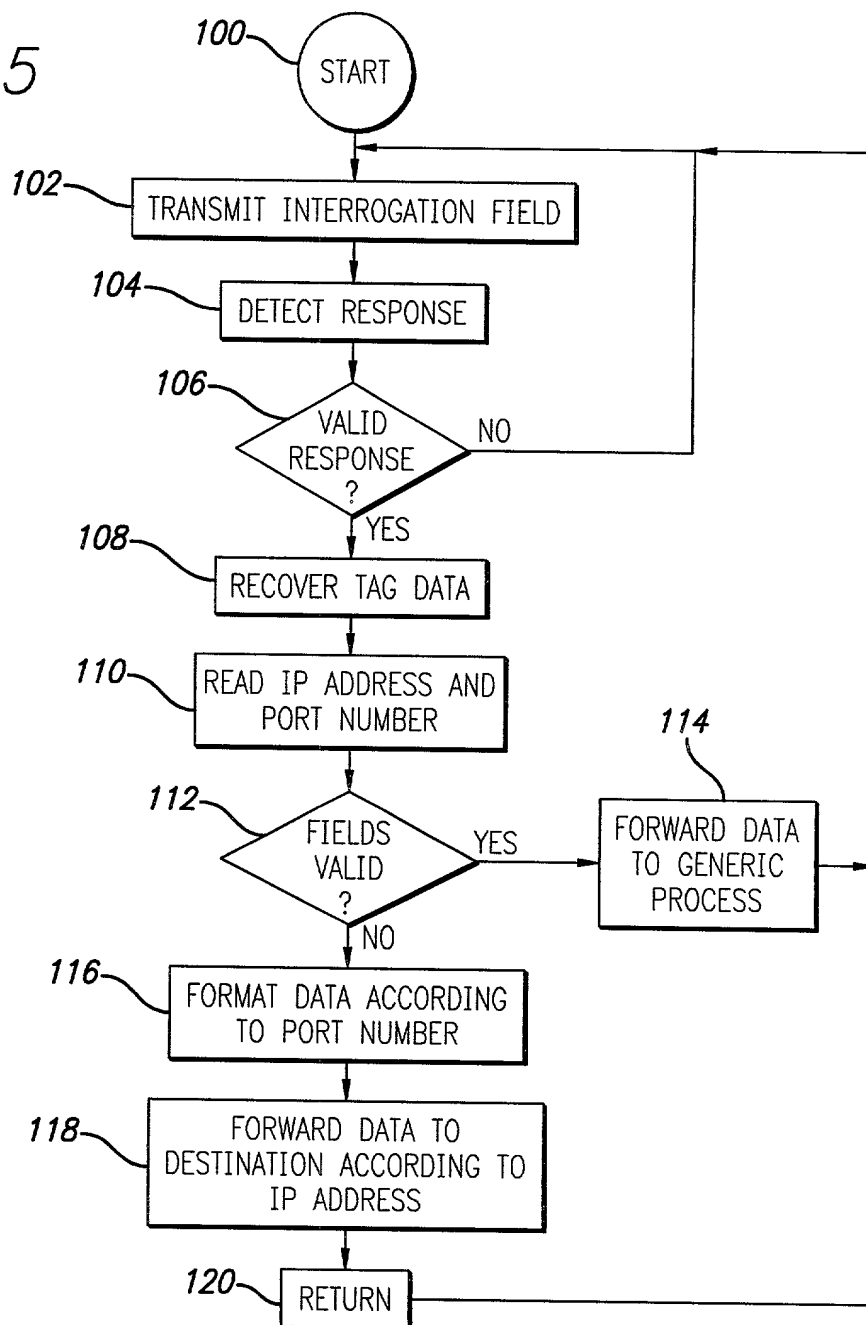 5
100
START
102
TRANSMIT INTERROGATION FIELD
104
DETECT RESPONSE
106
VALID
RESPONSE
?
NO
YES
108
RECOVER TAG DATA
110
READ IP ADDRESS AND
PORT NUMBER
112
FIELDS
VALID
?
YES
NO
114
FORWARD DATA
TO GENERIC
PROCESS
116
FORMAT DATA ACCORDING
TO PORT NUMBER
118
FORWARD DATA TO
DESTINATION ACCORDING TO
IP ADDRESS
120
RETURN